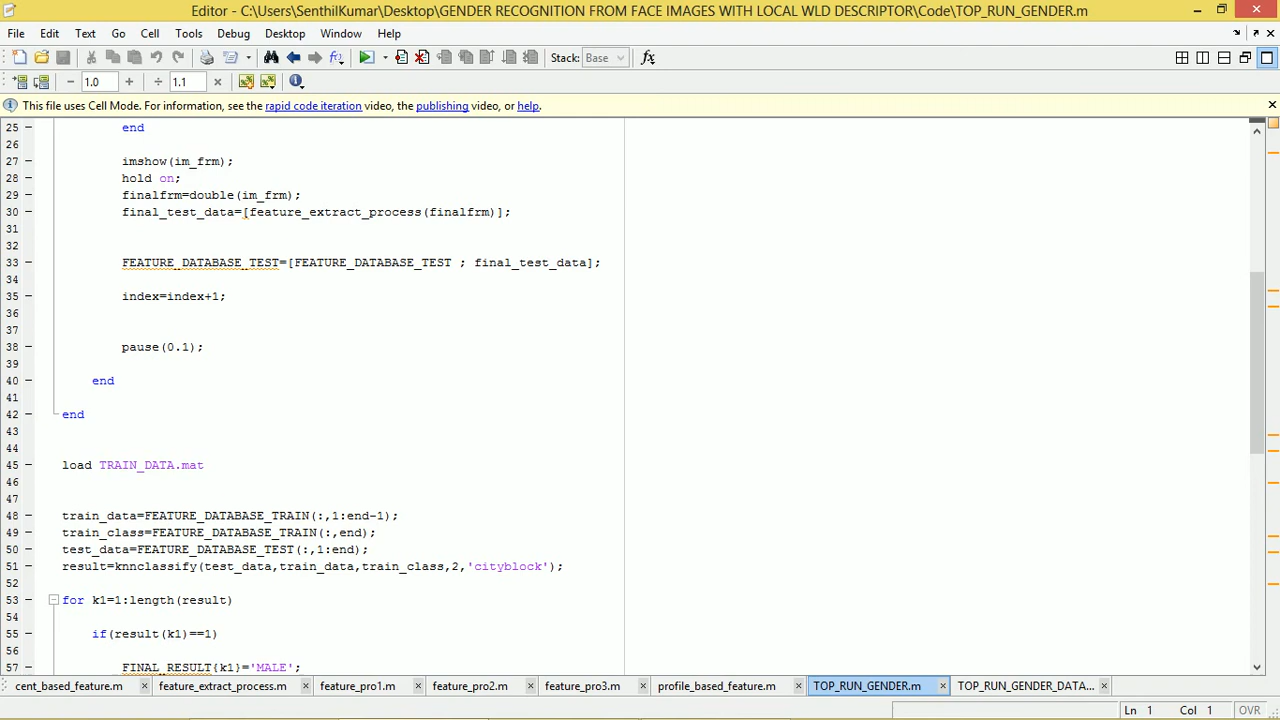 Editor - C:\Users\SenthilKumar\Desktop\GENDER RECOGNITION FROM FACE IMAGES WITH LOCAL WLD DESCRIPTOR\Code\TOP_RUN_GENDER.m
File Edit Text Go Cell Tools Debug Desktop Window Help
Stack: Base fx
− 1.0 + ÷ 1.1 ×
This file uses Cell Mode. For information, see the rapid code iteration video, the publishing video, or help.
25 − end
26
27 − imshow(im_frm);
28 − hold on;
29 − finalfrm=double(im_frm);
30 − final_test_data=[feature_extract_process(finalfrm)];
31
32
33 − FEATURE_DATABASE_TEST=[FEATURE_DATABASE_TEST ; final_test_data];
34
35 − index=index+1;
36
37
38 − pause(0.1);
39
40 − end
41
42 − end
43
44
45 − load TRAIN_DATA.mat
46
47
48 − train_data=FEATURE_DATABASE_TRAIN(:,1:end-1);
49 − train_class=FEATURE_DATABASE_TRAIN(:,end);
50 − test_data=FEATURE_DATABASE_TEST(:,1:end);
51 − result=knnclassify(test_data,train_data,train_class,2,'cityblock');
52
53 − for k1=1:length(result)
54
55 − if(result(k1)==1)
56
57 − FINAL_RESULT{k1}='MALE';
cent_based_feature.m × feature_extract_process.m × feature_pro1.m × feature_pro2.m × feature_pro3.m × profile_based_feature.m × TOP_RUN_GENDER.m × TOP_RUN_GENDER_DATA... ×
Ln 1 Col 1 OVR